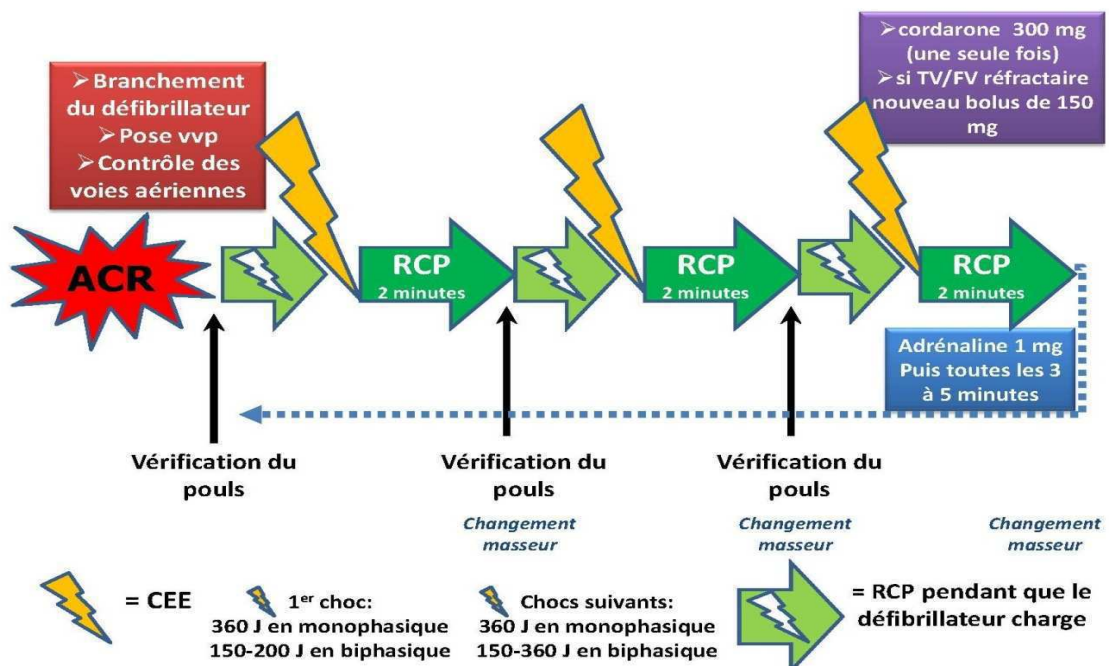 ➢Branchement
du défibrillateur
➢Pose vvp
➢Contrôle des
voies aériennes
➢cordarone 300 mg
(une seule fois)
➢si TV/FV réfractaire
nouveau bolus de 150
mg
ACR
RCP
2 minutes
RCP
2 minutes
RCP
2 minutes
Adrénaline 1 mg
Puis toutes les 3
à 5 minutes
Vérification du
pouls
Vérification du
pouls
Vérification du
pouls
Changement
masseur
Changement
masseur
Changement
masseur
= CEE
1er choc:
360 J en monophasique
150-200 J en biphasique
Chocs suivants:
360 J en monophasique
150-360 J en biphasique
= RCP pendant que le
défibrillateur charge